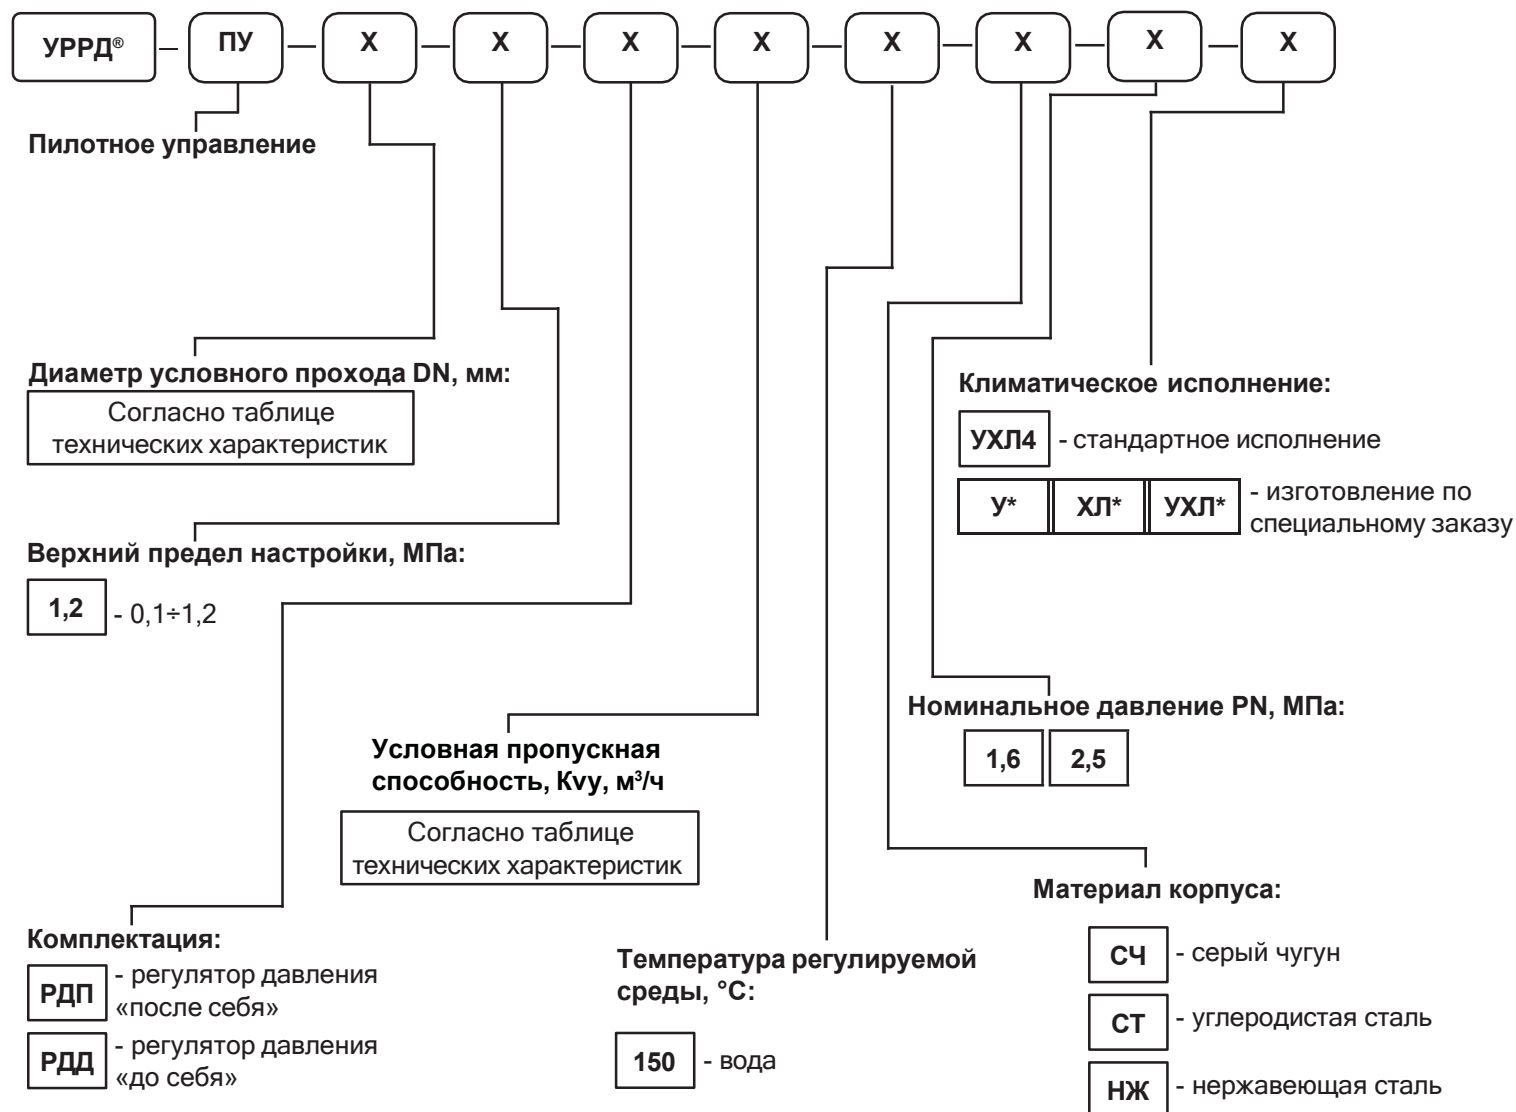 УРРД® – ПУ – Х – Х – Х – Х – Х – Х – Х – Х
Пилотное управление
Диаметр условного прохода DN, мм:
Согласно таблице
технических характеристик
Климатическое исполнение:
УХЛ4 - стандартное исполнение
У* ХЛ* УХЛ* - изготовление по
специальному заказу
Верхний предел настройки, МПа:
1,2 - 0,1÷1,2
Номинальное давление PN, МПа:
1,6 2,5
Условная пропускная
способность, Kvу, м³/ч
Согласно таблице
технических характеристик
Материал корпуса:
СЧ - серый чугун
СТ - углеродистая сталь
НЖ - нержавеющая сталь
Комплектация:
РДП - регулятор давления
«после себя»
РДД - регулятор давления
«до себя»
Температура регулируемой
среды, °С:
150 - вода